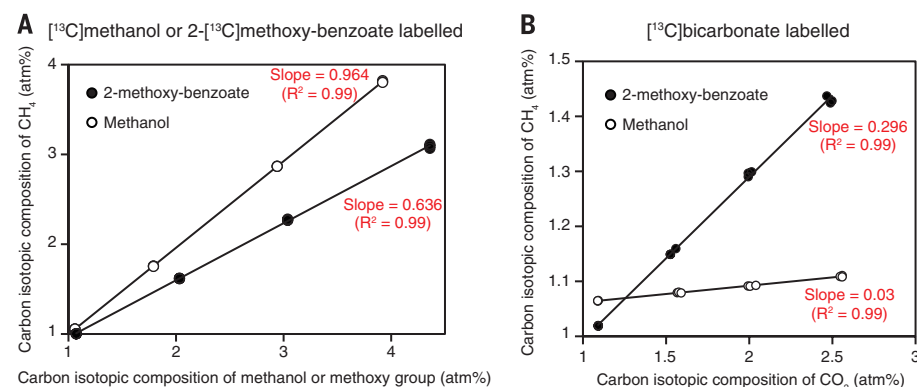 A [¹³C]methanol or 2-[¹³C]methoxy-benzoate labelled
Carbon isotopic composition of CH₄ (atm%)
4
3
2
1
2-methoxy-benzoate
Methanol
Slope = 0.964
(R² = 0.99)
Slope = 0.636
(R² = 0.99)
1 2 3 4
Carbon isotopic composition of methanol or methoxy group (atm%)
B [¹³C]bicarbonate labelled
Carbon isotopic composition of CH₄ (atm%)
1.5
1.4
1.3
1.2
1.1
1
2-methoxy-benzoate
Methanol
Slope = 0.296
(R² = 0.99)
Slope = 0.03
(R² = 0.99)
1 1.5 2 2.5 3
Carbon isotopic composition of CO₂ (atm%)